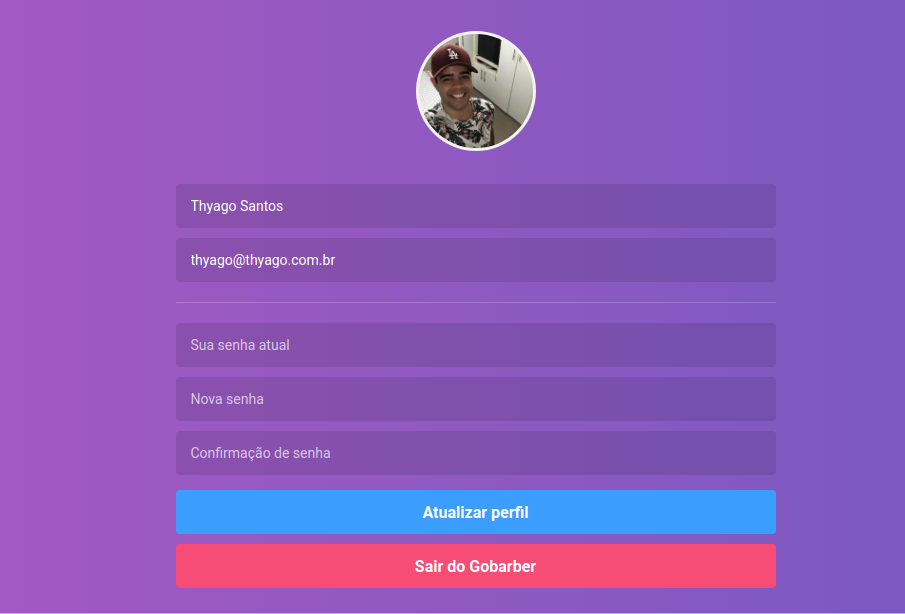 LA
Thyago Santos
thyago@thyago.com.br
Sua senha atual
Nova senha
Confirmação de senha
Atualizar perfil
Sair do Gobarber